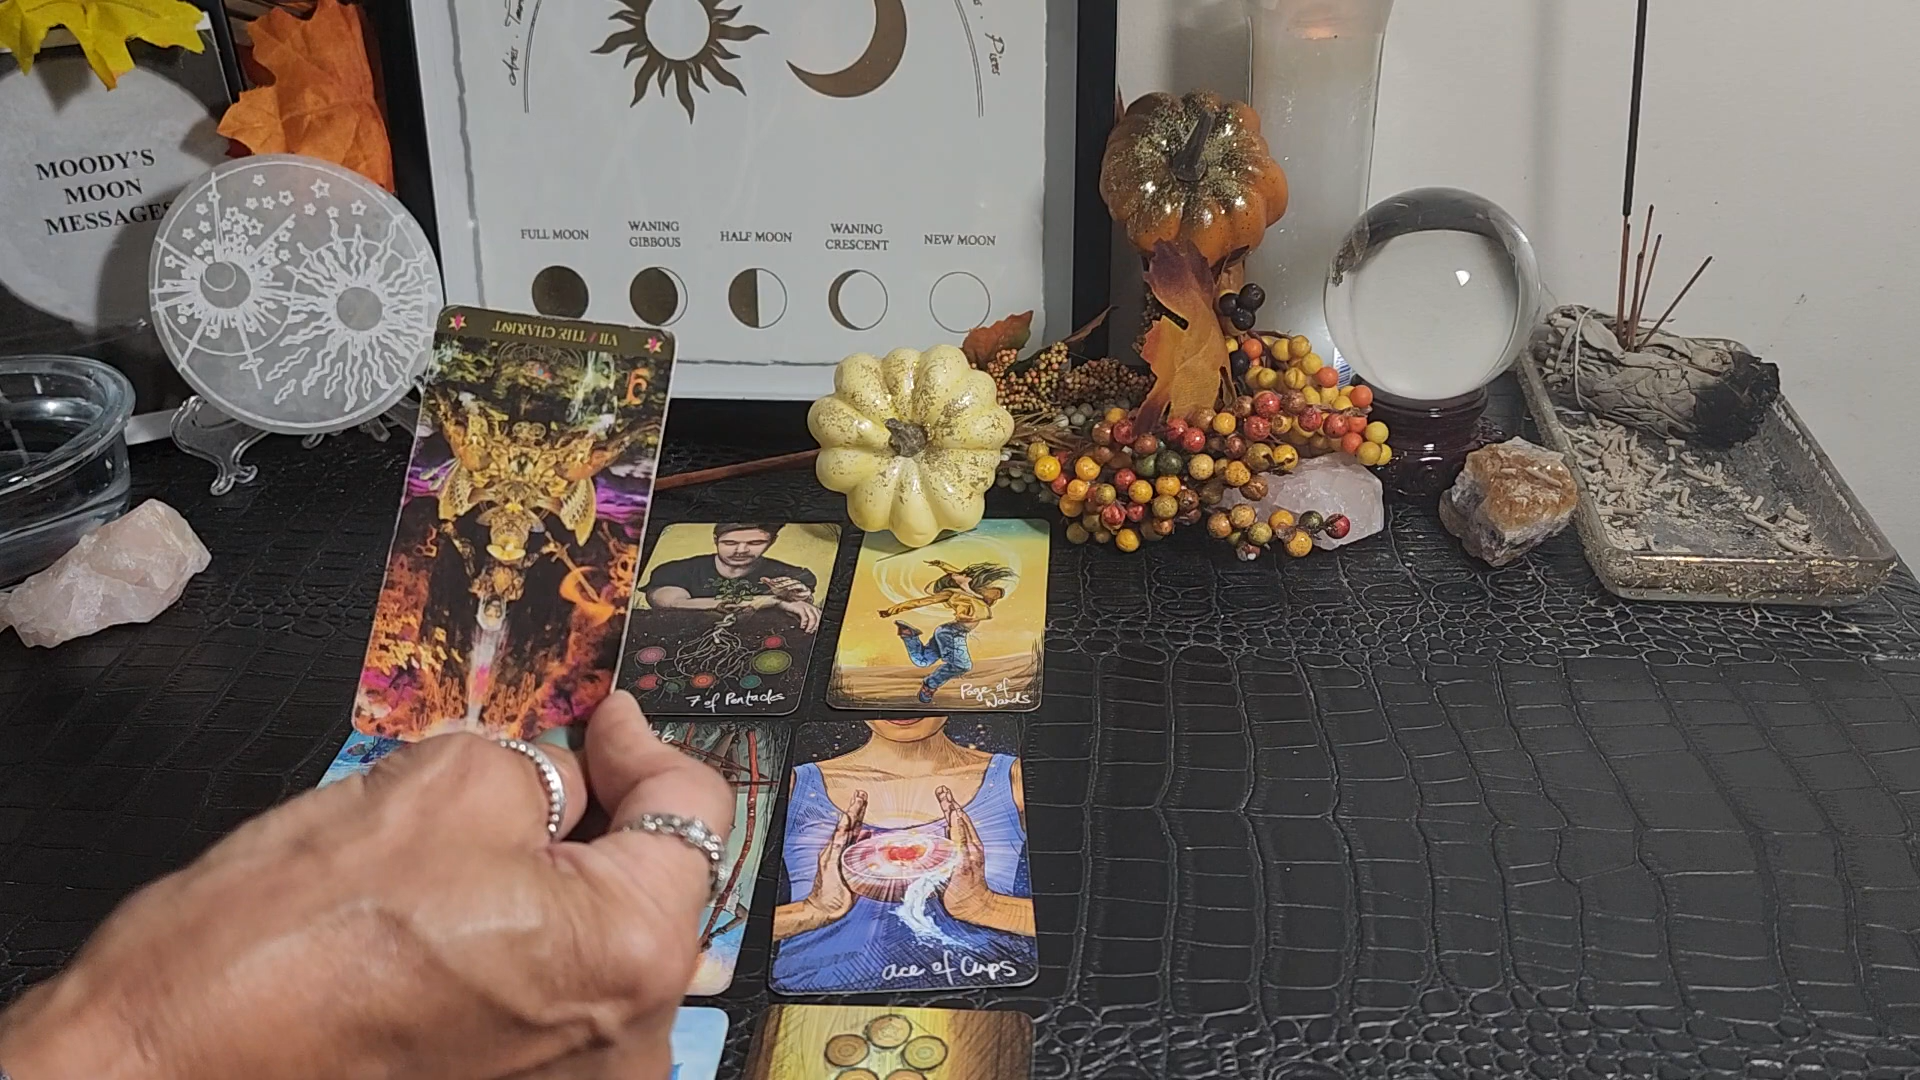 MOODY'S
MOON
MESSAGES
Pisces
FULL MOON
WANING
GIBBOUS
HALF MOON
WANING
CRESCENT
NEW MOON
VII / THE CHARIOT
7 of Pentacles
Page of
Wands
ace of Cups